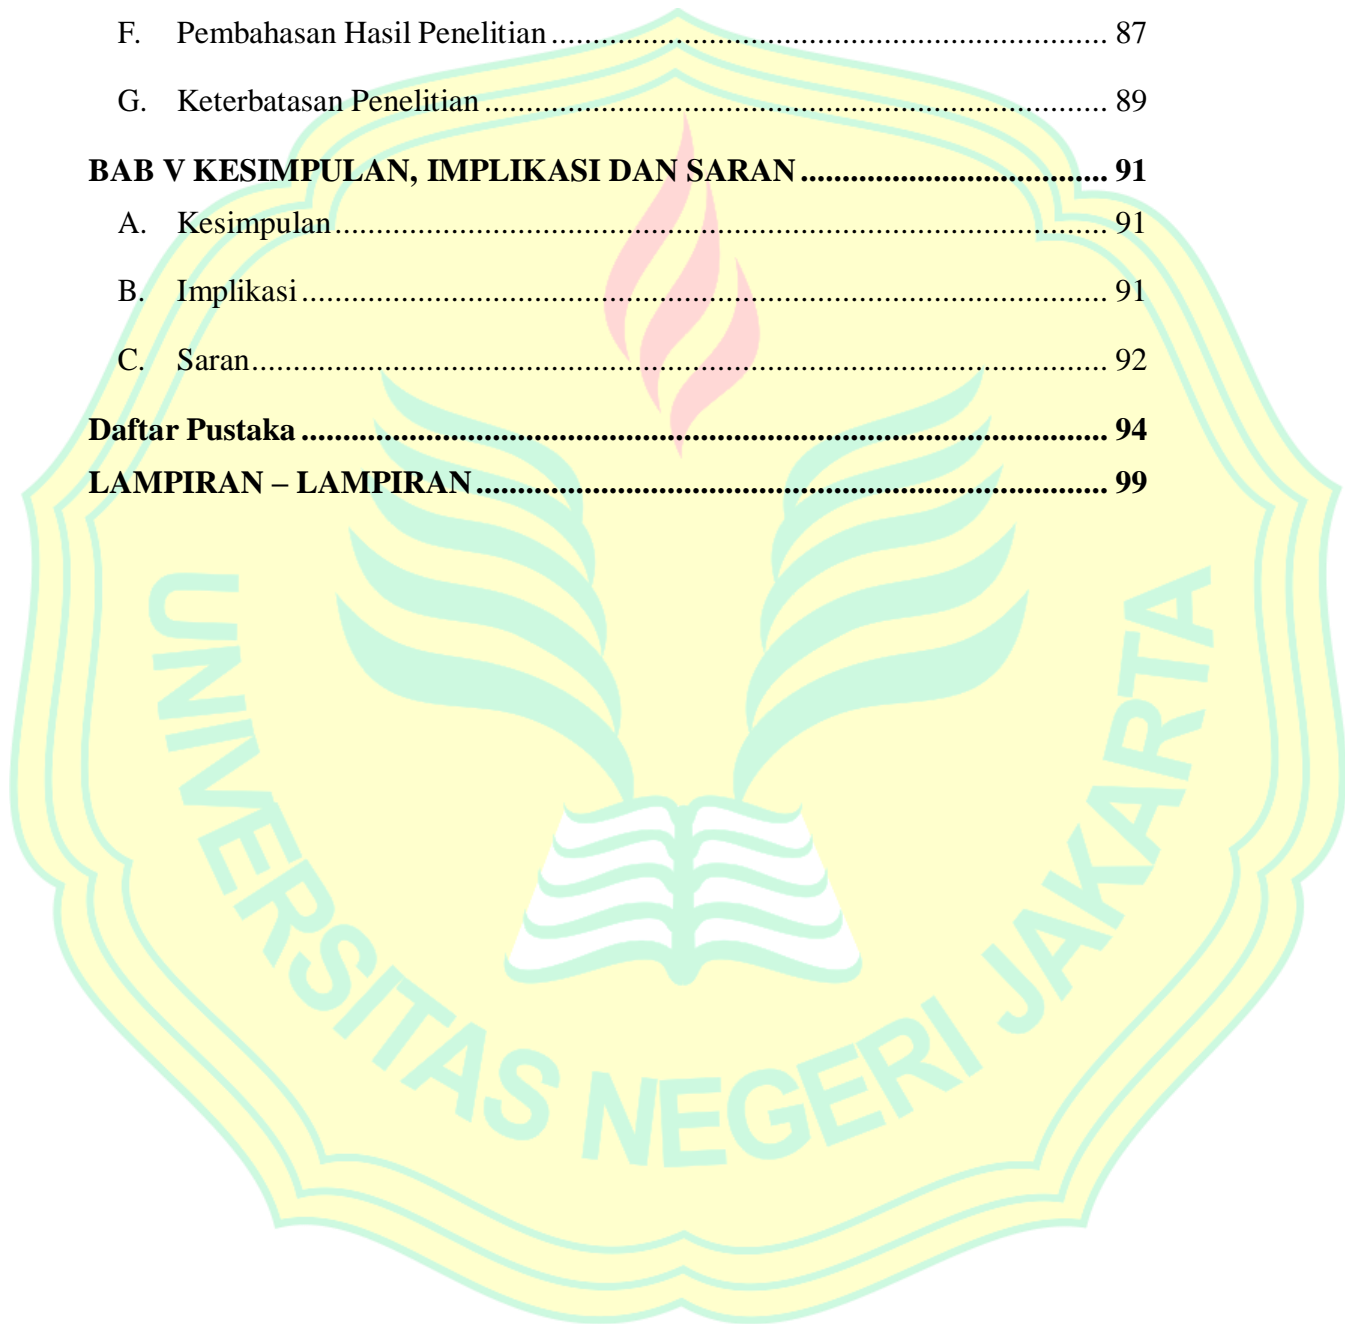 F. Pembahasan Hasil Penelitian ........................................................................ 87
G. Keterbatasan Penelitian ................................................................................ 89
BAB V KESIMPULAN, IMPLIKASI DAN SARAN ..................................... 91
A. Kesimpulan ................................................................................................... 91
B. Implikasi ....................................................................................................... 91
C. Saran ............................................................................................................. 92
Daftar Pustaka ................................................................................................. 94
LAMPIRAN – LAMPIRAN ............................................................................. 99
UNIVERSITAS NEGERI JAKARTA